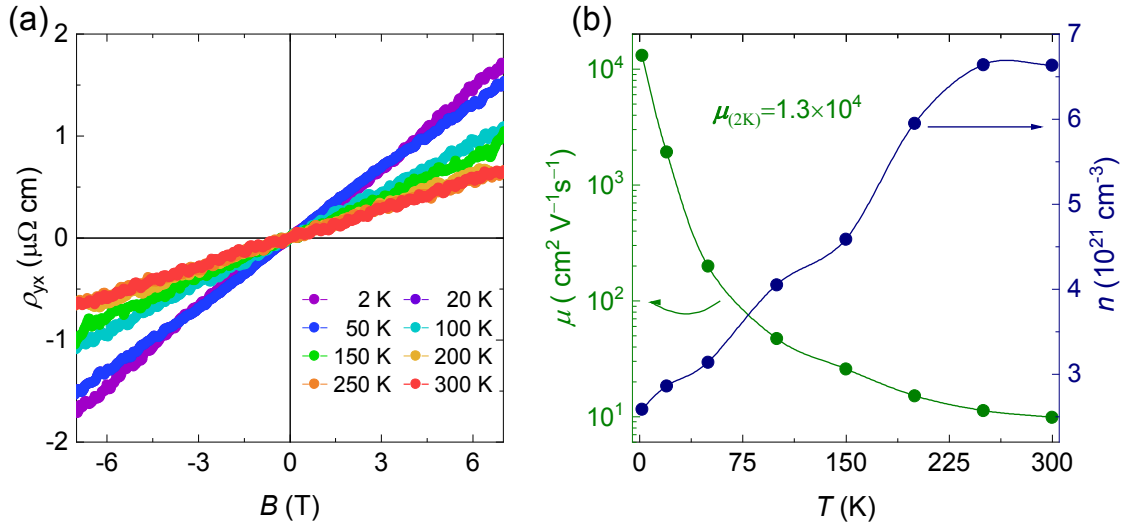 (a)
2
1
0
-1
-2
ρyx (μΩ cm)
-6 -3 0 3 6
B (T)
2 K 20 K
50 K 100 K
150 K 200 K
250 K 300 K
(b)
10⁴
10³
10²
10¹
μ ( cm² V⁻¹s⁻¹)
μ(2K)=1.3×10⁴
7
6
5
4
3
n (10²¹ cm⁻³)
0 75 150 225 300
T (K)